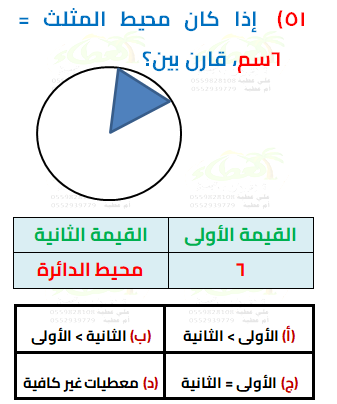 ٥١) إذا كان محيط المثلث =
٦سم، قارن بين؟
القيمة الأولى القيمة الثانية
٦ محيط الدائرة
(أ) الأولى > الثانية (ب) الثانية > الأولى
(ج) الأولى = الثانية (د) معطيات غير كافية